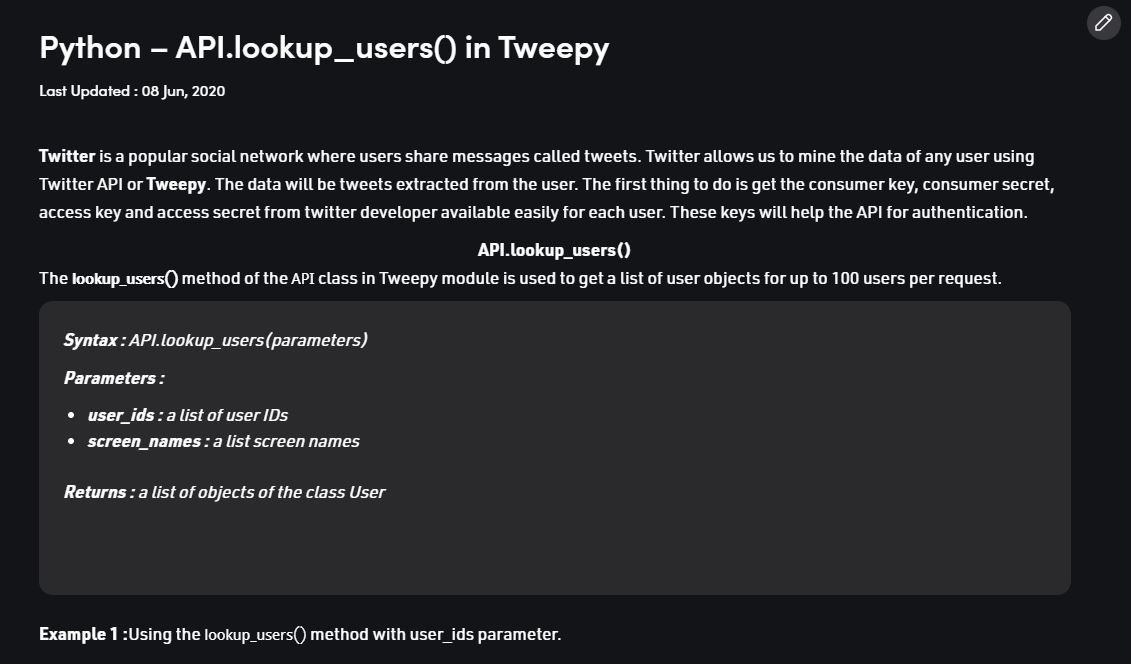 Python – API.lookup_users() in Tweepy
Last Updated : 08 Jun, 2020
Twitter is a popular social network where users share messages called tweets. Twitter allows us to mine the data of any user using
Twitter API or Tweepy. The data will be tweets extracted from the user. The first thing to do is get the consumer key, consumer secret,
access key and access secret from twitter developer available easily for each user. These keys will help the API for authentication.
API.lookup_users()
The lookup_users() method of the API class in Tweepy module is used to get a list of user objects for up to 100 users per request.
Syntax : API.lookup_users(parameters)
Parameters :
• user_ids : a list of user IDs
• screen_names : a list screen names
Returns : a list of objects of the class User
Example 1 :Using the lookup_users() method with user_ids parameter.